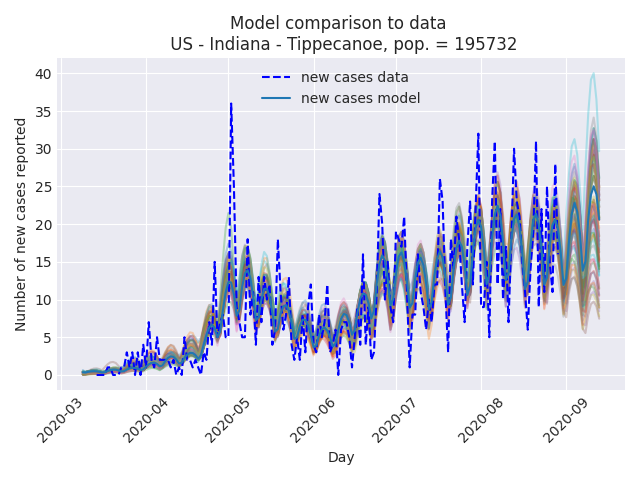 Model comparison to data
US - Indiana - Tippecanoe, pop. = 195732
new cases data
new cases model
Number of new cases reported
40
35
30
25
20
15
10
5
0
2020-03
2020-04
2020-05
2020-06
2020-07
2020-08
2020-09
Day